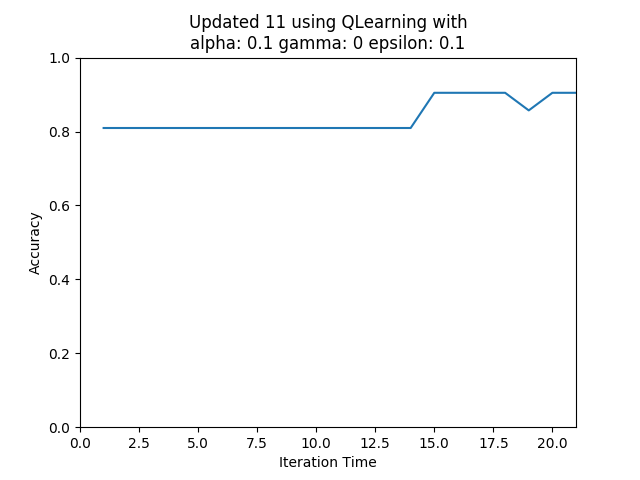 Updated 11 using QLearning with
alpha: 0.1 gamma: 0 epsilon: 0.1
1.0
0.8
0.6
0.4
0.2
0.0
Accuracy
0.0 2.5 5.0 7.5 10.0 12.5 15.0 17.5 20.0
Iteration Time